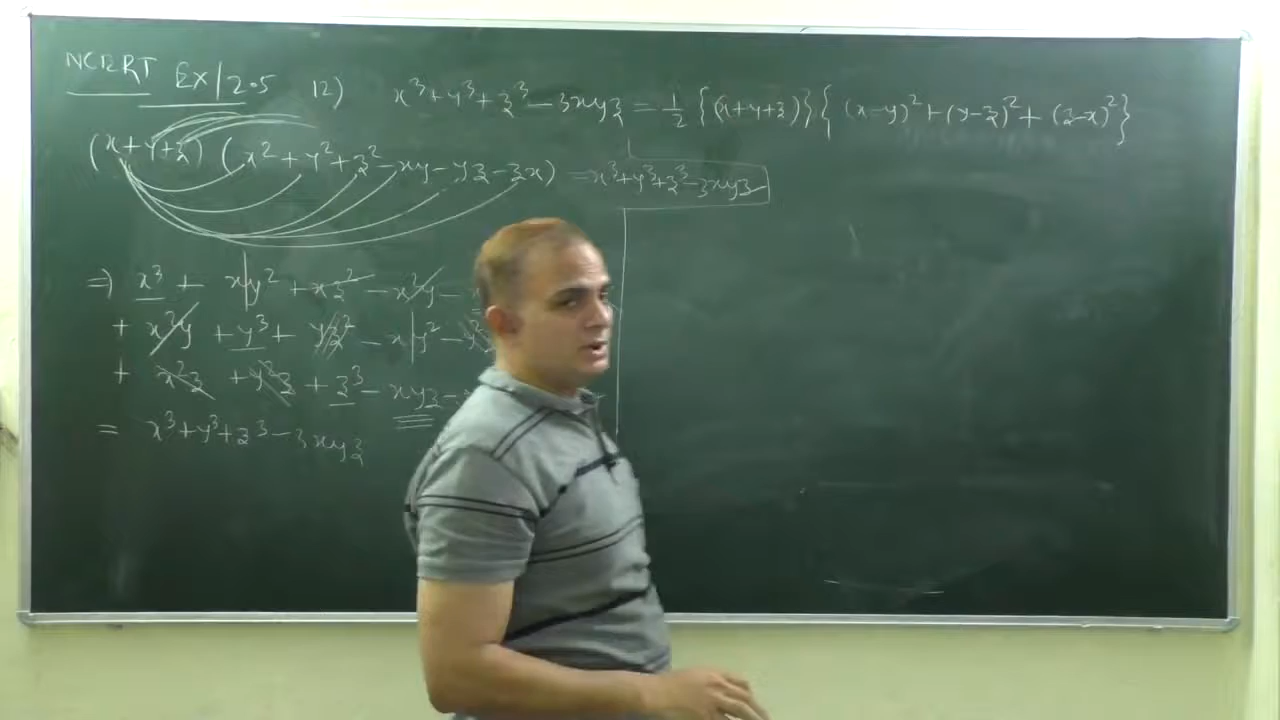 NCERT EX/2.5 12) x³+y³+z³-3xyz = 1/2 {(x+y+z)}{(x-y)²+(y-z)²+(z-x)²}
(x+y+z) (x²+y²+z²-xy-yz-zx) = x³+y³+z³-3xyz
⇒) x³ + xy² + xz² - x²y -
+ x²y + y³ + yz² - xy² - y²z
+ x²z + y²z + z³ - xyz -
= x³+y³+z³-3xyz